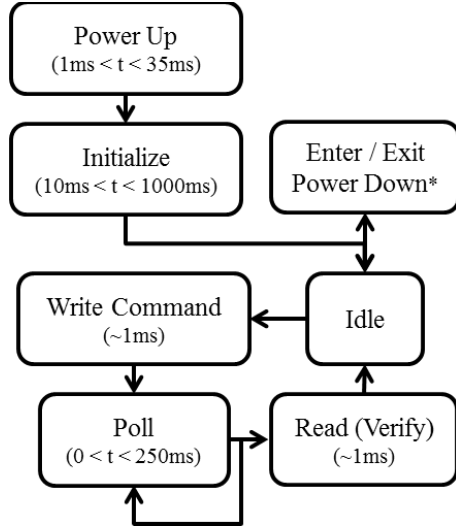 Power Up
(1ms < t < 35ms)
Initialize
(10ms < t < 1000ms)
Enter / Exit
Power Down*
Write Command
(~1ms)
Idle
Poll
(0 < t < 250ms)
Read (Verify)
(~1ms)